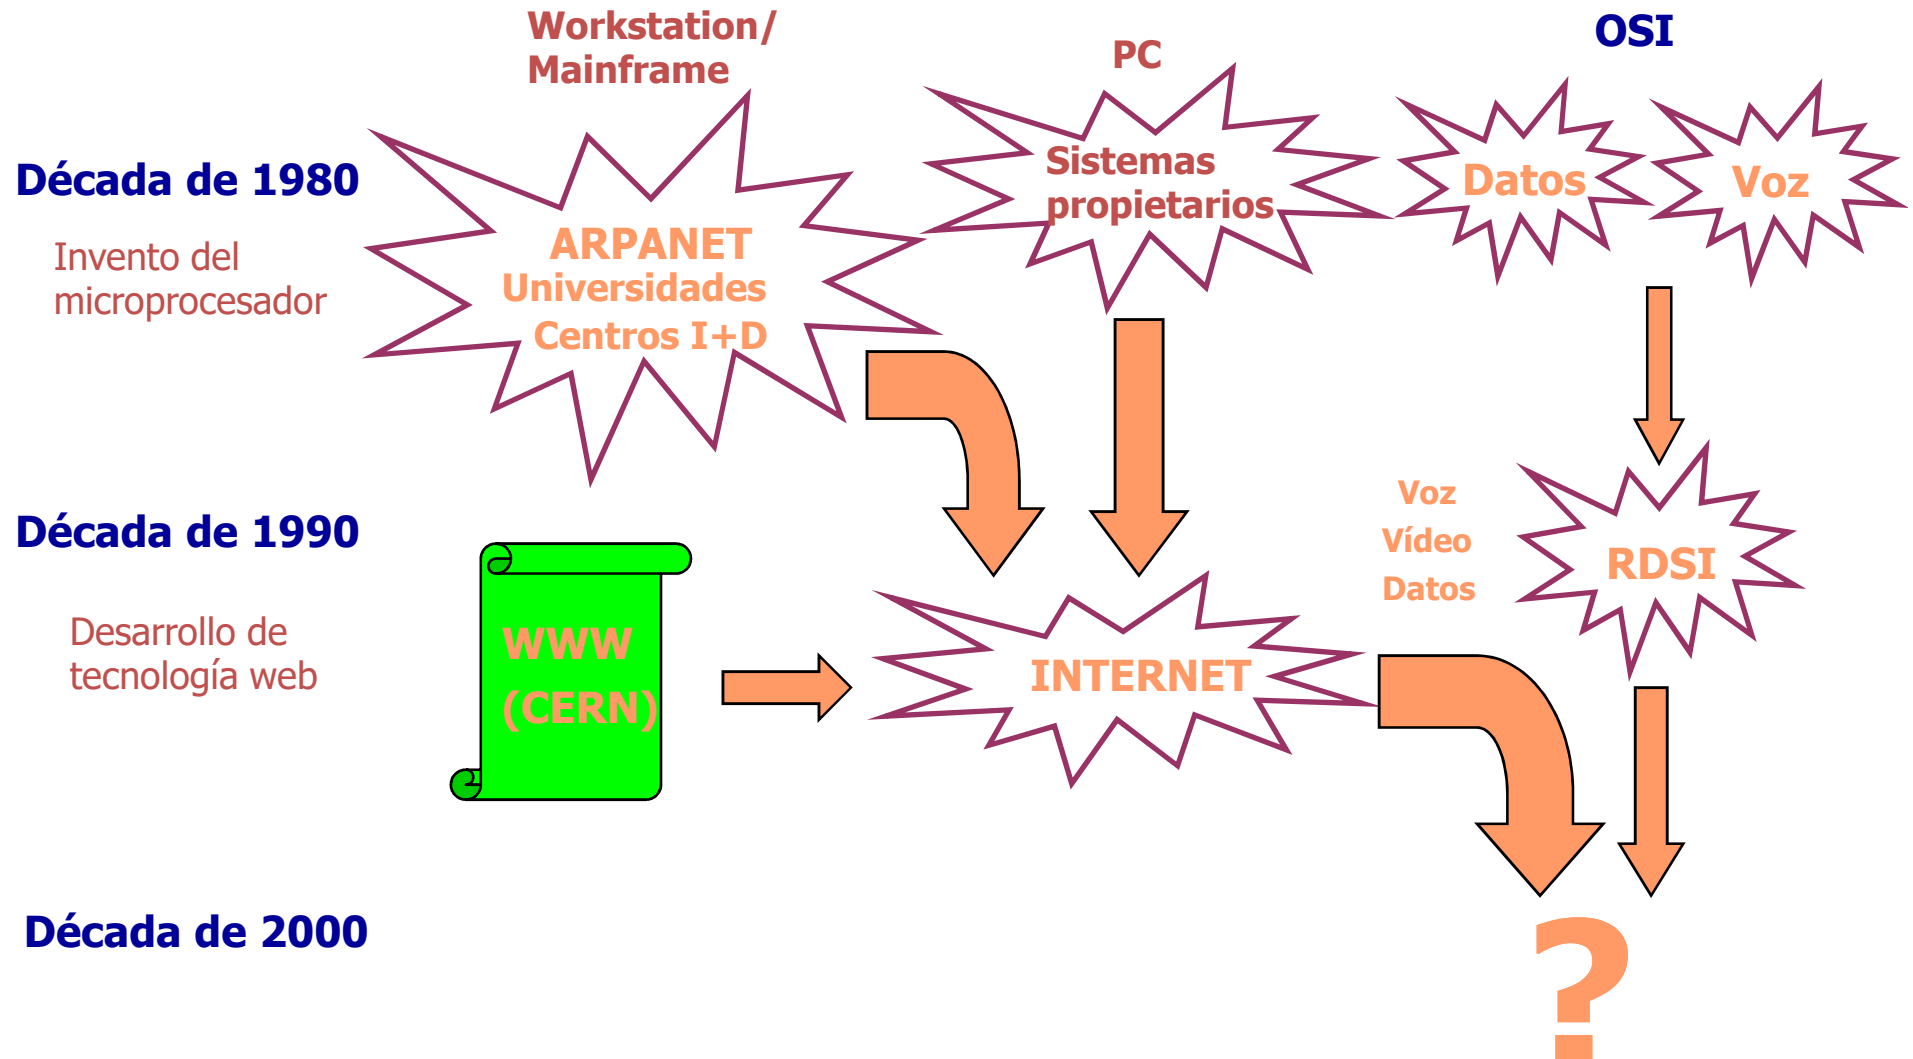 Workstation/
Mainframe
PC
OSI
Década de 1980
Invento del
microprocesador
ARPANET
Universidades
Centros I+D
Sistemas
propietarios
Datos
Voz
Década de 1990
Desarrollo de
tecnología web
WWW
(CERN)
INTERNET
Voz
Vídeo
Datos
RDSI
Década de 2000
?